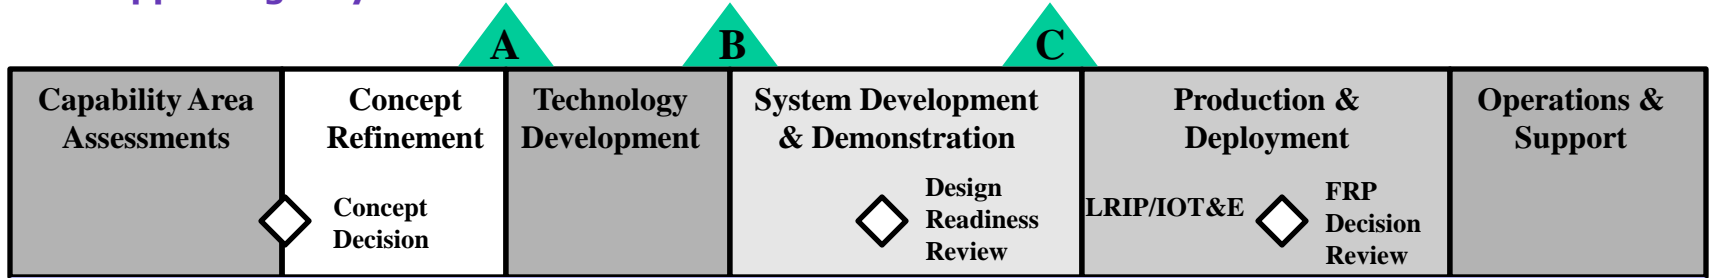 A
B
C
Capability Area
Assessments
Concept
Refinement
Technology
Development
System Development
& Demonstration
Production &
Deployment
Operations &
Support
Concept
Decision
Design
Readiness
Review
LRIP/IOT&E
FRP
Decision
Review